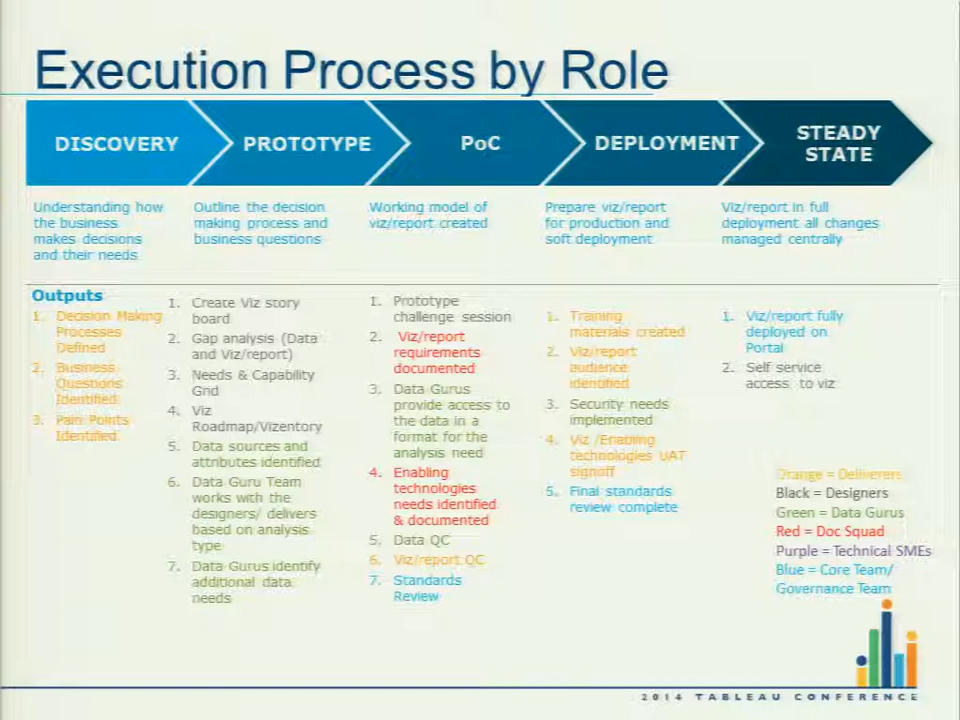 Execution Process by Role
DISCOVERY
PROTOTYPE
PoC
DEPLOYMENT
STEADY
STATE
Understanding how
the business
makes decisions
and their needs
Outline the decision
making process and
business questions
Working model of
viz/report created
Prepare viz/report
for production and
soft deployment
Viz/report in full
deployment all changes
managed centrally
Outputs
1. Decision Making
Processes
Defined
2. Business
Questions
Identified
3. Pain Points
Identified
1. Create Viz story
board
2. Gap analysis (Data
and Viz/report)
3. Needs & Capability
Grid
4. Viz
Roadmap/Vizentory
5. Data sources and
attributes identified
6. Data Guru Team
works with the
designers/ delivers
based on analysis
type
7. Data Gurus identify
additional data
needs
1. Prototype
challenge session
2. Viz/report
requirements
documented
3. Data Gurus
provide access to
the data in a
format for the
analysis need
4. Enabling
technologies
needs identified
& documented
5. Data QC
6. Viz/report QC
7. Standards
Review
1. Training
materials created
2. Viz/report
audience
identified
3. Security needs
implemented
4. Viz /Enabling
technologies UAT
signoff
5. Final standards
review complete
1. Viz/report fully
deployed on
Portal
2. Self service
access to viz
Orange = Deliverers
Black = Designers
Green = Data Gurus
Red = Doc Squad
Purple = Technical SMEs
Blue = Core Team/
Governance Team
2014 TABLEAU CONFERENCE